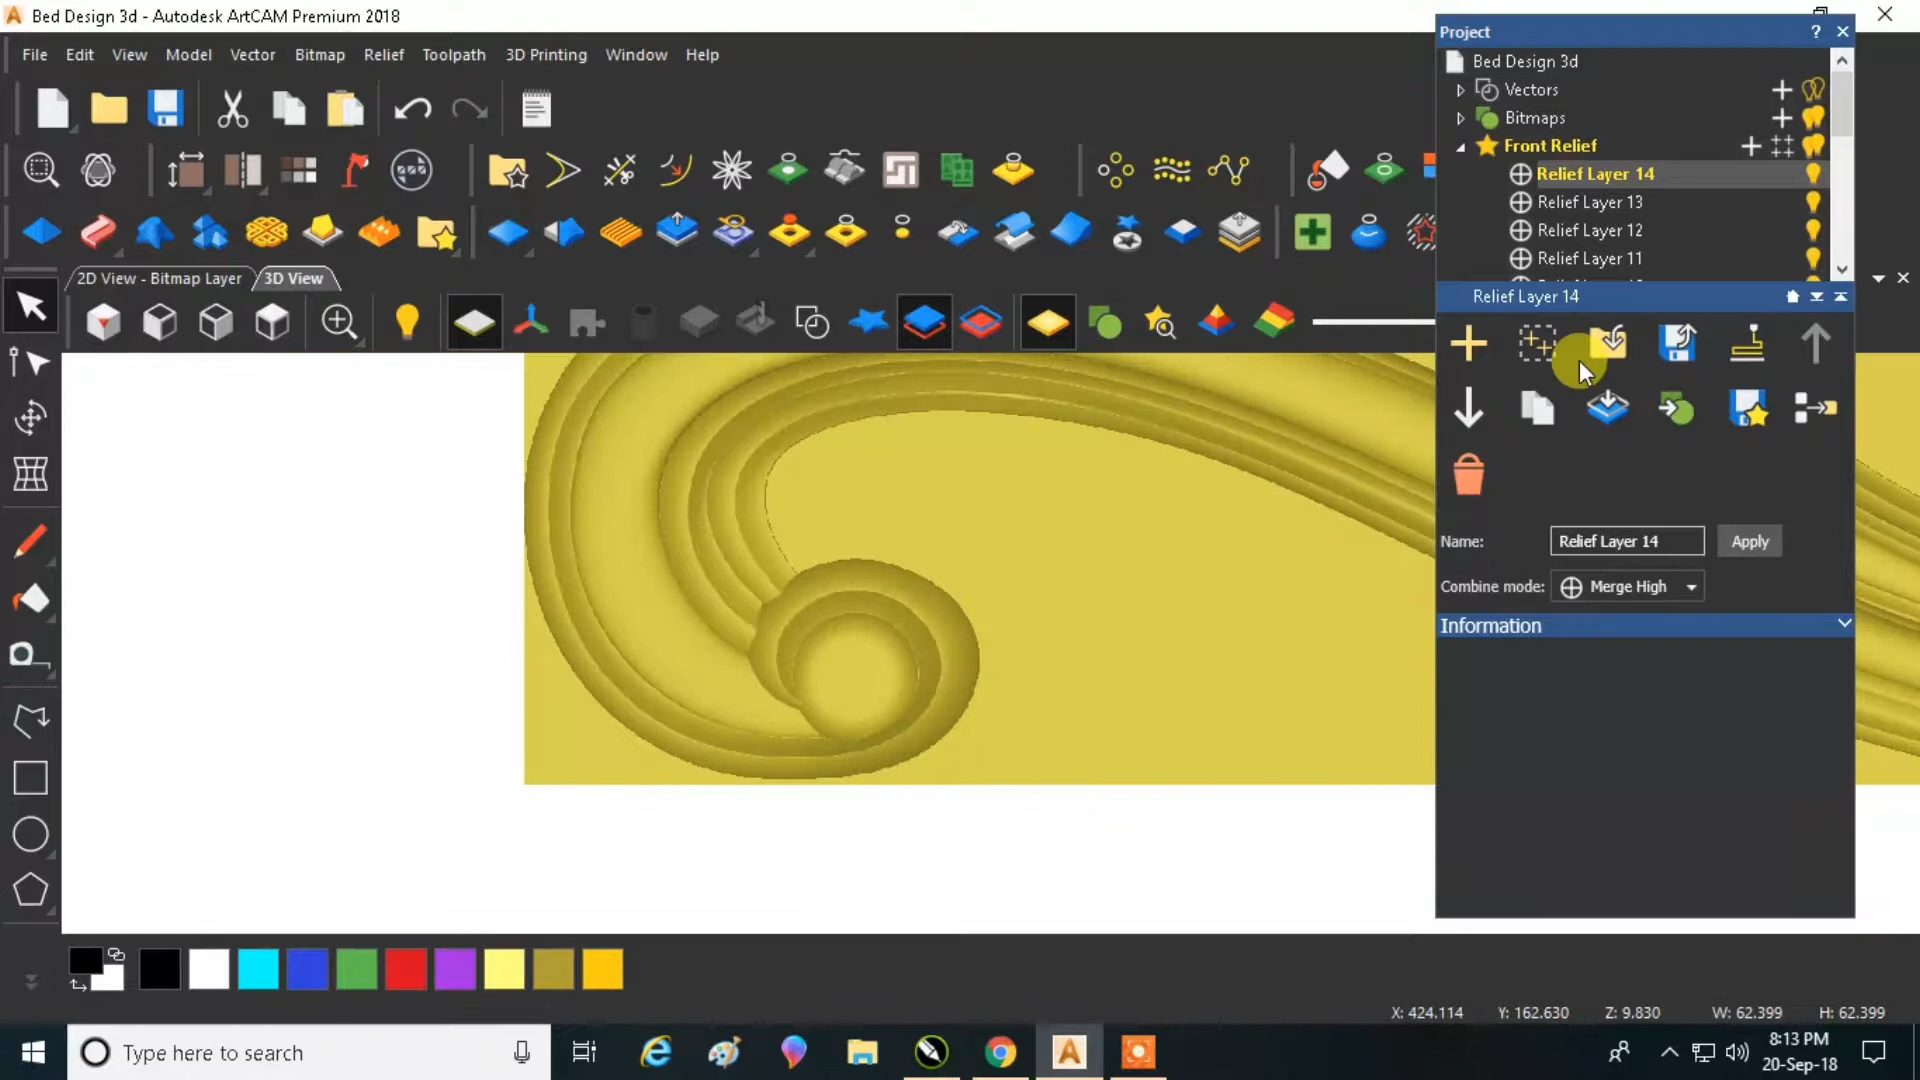 Bed Design 3d - Autodesk ArtCAM Premium 2018
File Edit View Model Vector Bitmap Relief Toolpath 3D Printing Window Help
Project
?
Bed Design 3d
Vectors
Bitmaps
Front Relief
Relief Layer 14
Relief Layer 13
Relief Layer 12
Relief Layer 11
2D View - Bitmap Layer
3D View
Relief Layer 14
Name: Relief Layer 14 Apply
Combine mode: Merge High
Information
X: 424.114 Y: 162.630 Z: 9.830 W: 62.399 H: 62.399
Type here to search
8:13 PM
20-Sep-18